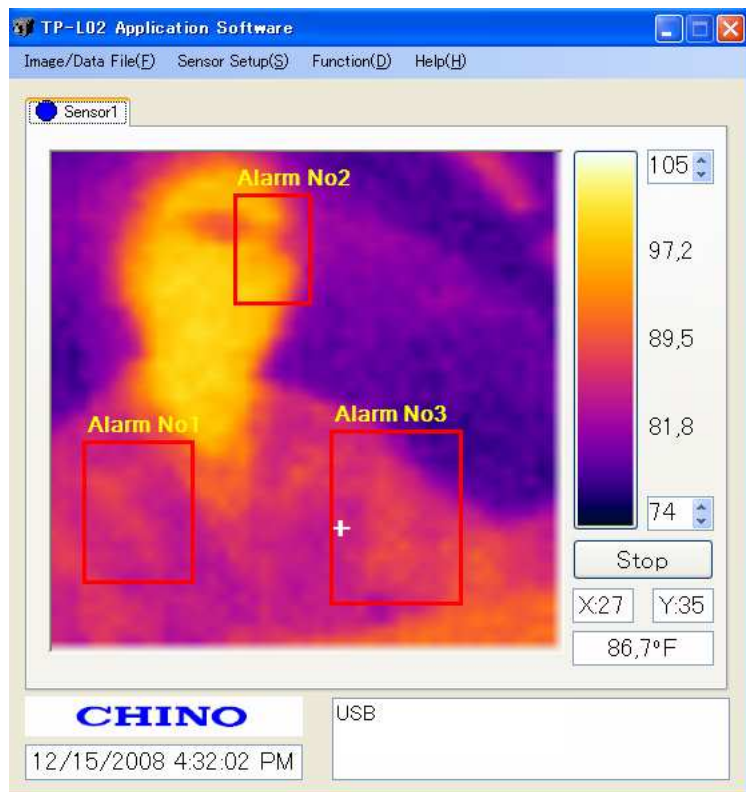 TP-L02 Application Software
Image/Data File(F) Sensor Setup(S) Function(D) Help(H)
Sensor1
Alarm No2
105
97,2
89,5
Alarm No1
Alarm No3
81,8
74
Stop
X:27 Y:35
86,7°F
CHINO
USB
12/15/2008 4:32:02 PM